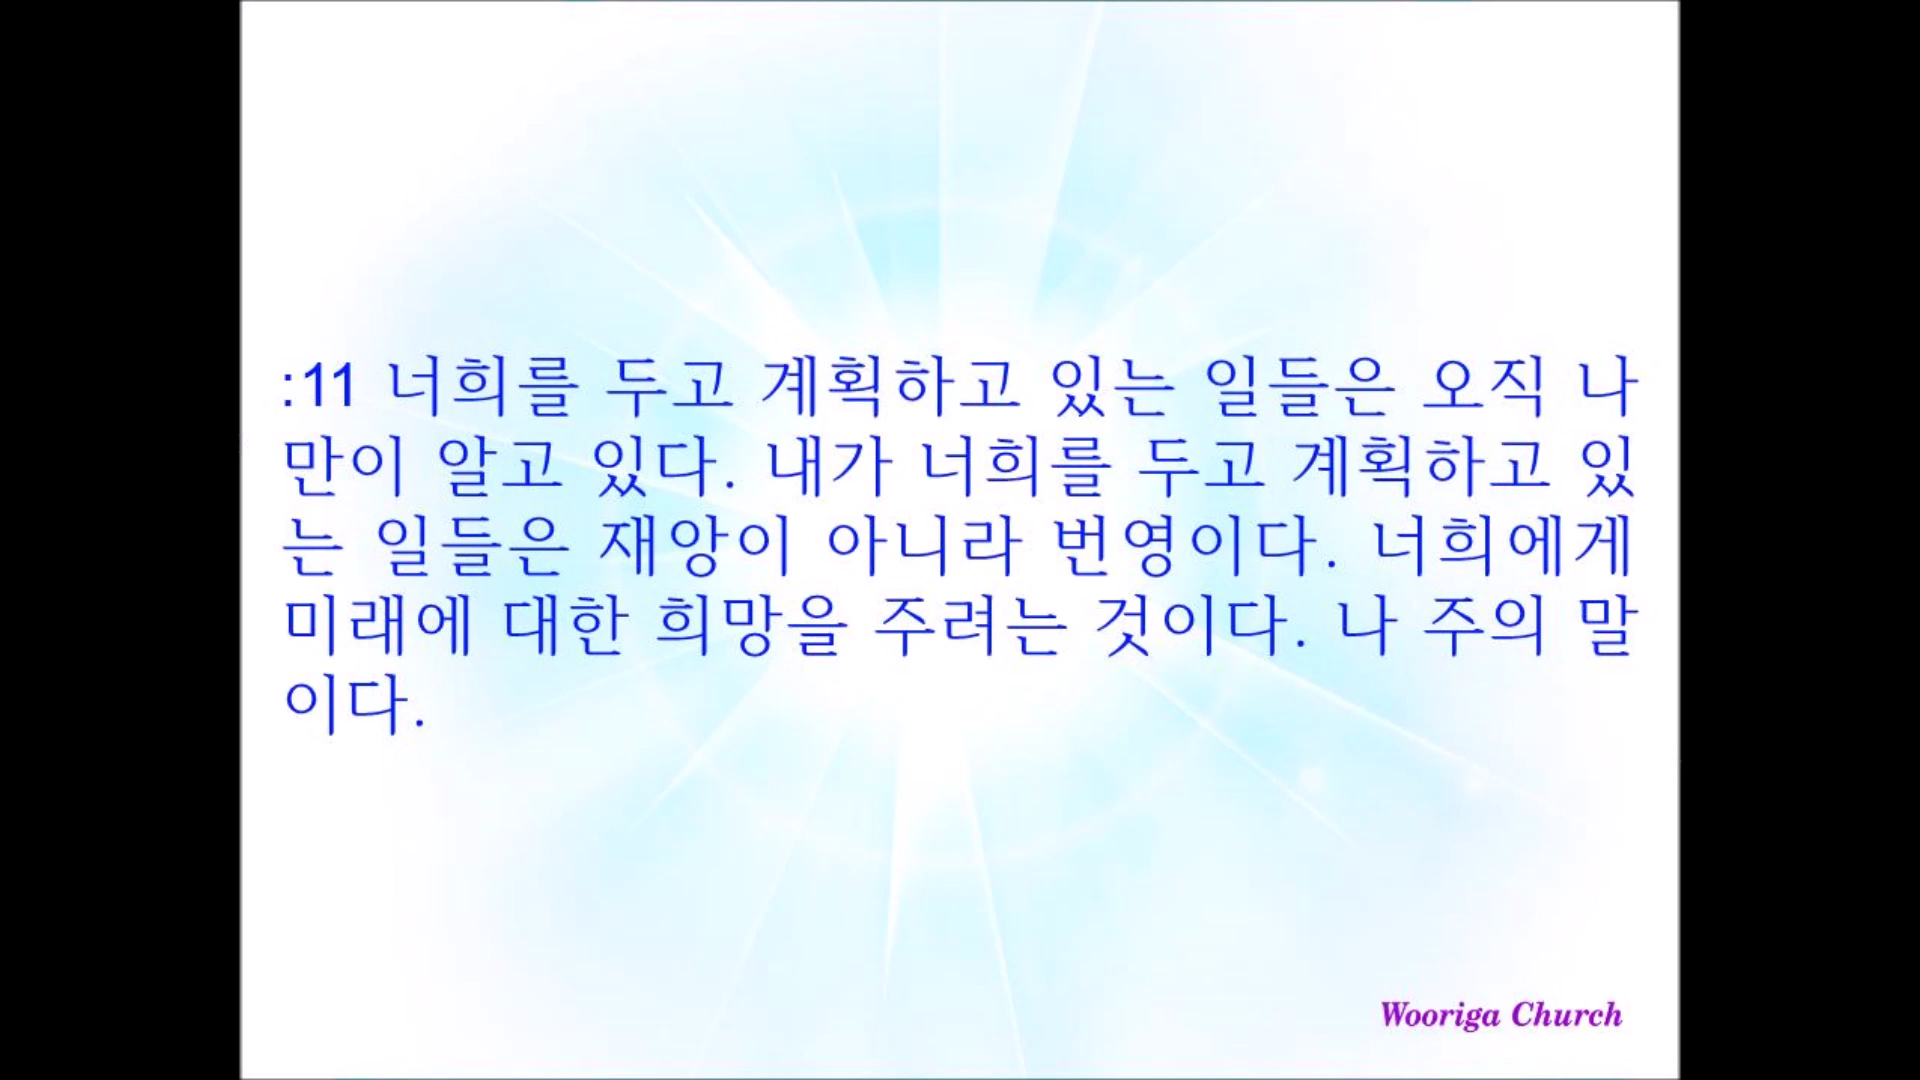 :11 너희를 두고 계획하고 있는 일들은 오직 나
만이 알고 있다. 내가 너희를 두고 계획하고 있
는 일들은 재앙이 아니라 번영이다. 너희에게
미래에 대한 희망을 주려는 것이다. 나 주의 말
이다.
Wooriga Church